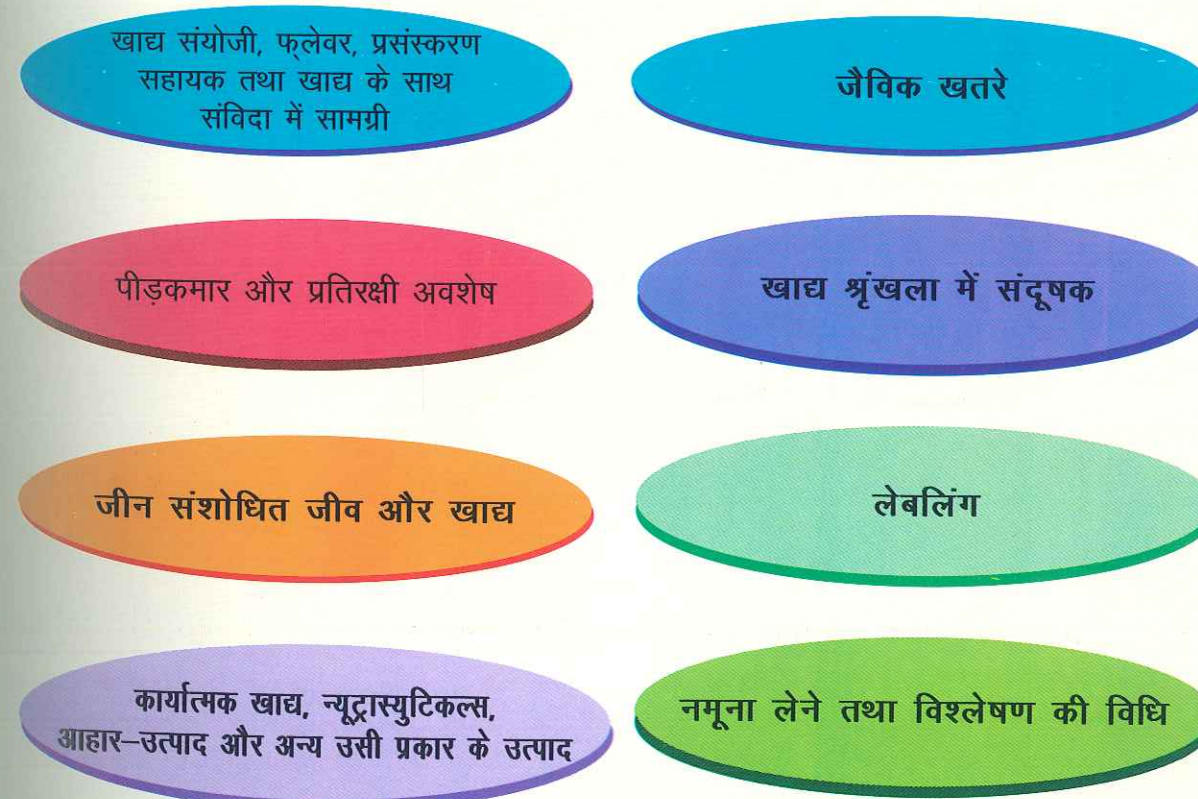 खाद्य संयोजी, फ्लेवर, प्रसंस्करण
सहायक तथा खाद्य के साथ
संविदा में सामग्री
जैविक खतरे
पीड़कमार और प्रतिरक्षी अवशेष
खाद्य श्रृंखला में संदूषक
जीन संशोधित जीव और खाद्य
लेबलिंग
कार्यात्मक खाद्य, न्यूट्रास्युटिकल्स,
आहार–उत्पाद और अन्य उसी प्रकार के उत्पाद
नमूना लेने तथा विश्लेषण की विधि